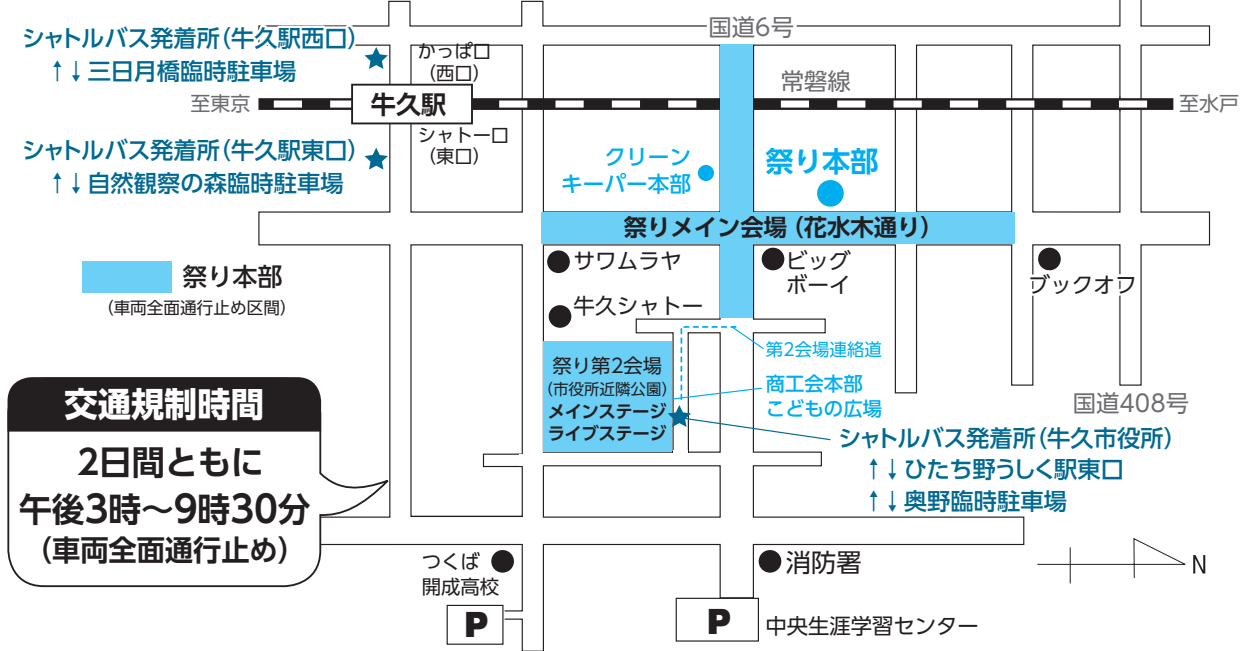 国道6号
シャトルバス発着所(牛久駅西口)
↑↓三日月橋臨時駐車場
かっぱ口
(西口)
常磐線
至東京
牛久駅
至水戸
シャトー口
(東口)
シャトルバス発着所(牛久駅東口)
↑↓自然観察の森臨時駐車場
クリーン
キーパー本部
祭り本部
祭りメイン会場(花水木通り)
サワムラヤ
ビッグ
ボーイ
ブックオフ
祭り本部
(車両全面通行止め区間)
牛久シャトー
第2会場連絡道
祭り第2会場
(市役所近隣公園)
メインステージ
ライブステージ
商工会本部
こどもの広場
国道408号
シャトルバス発着所(牛久市役所)
↑↓ひたち野うしく駅東口
↑↓奥野臨時駐車場
交通規制時間
2日間ともに
午後3時〜9時30分
(車両全面通行止め)
つくば
開成高校
消防署
N
P
P
中央生涯学習センター